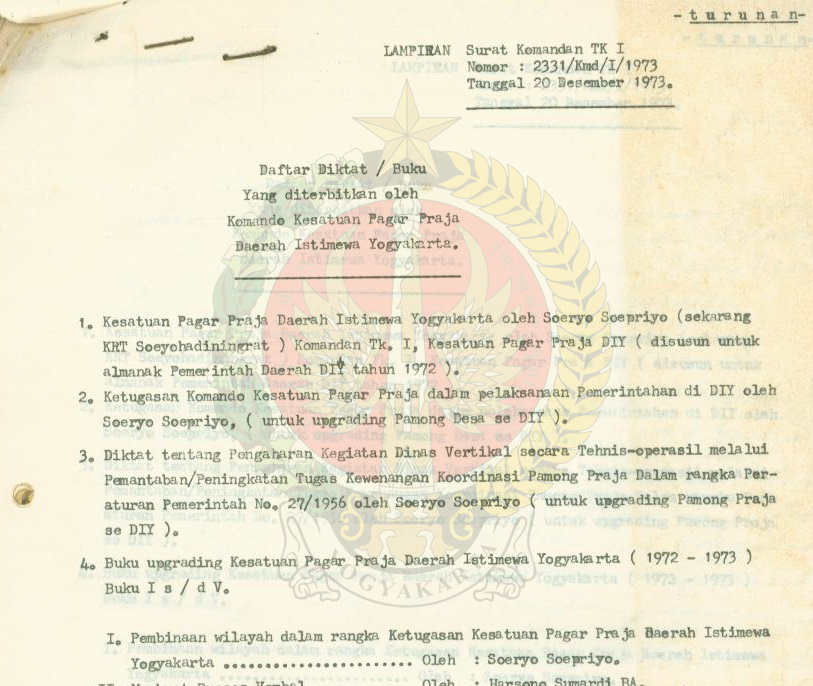 - t u r u n a n-
LAMPIRAN Surat Komandan TK I
Nomor : 2331/Kmd/I/1973
Tanggal 20 Desember 1973.
Daftar Diktat / Buku
Yang diterbitkan oleh
Komando Kesatuan Pagar Praja
Daerah Istimewa Yogyakarta.
1. Kesatuan Pagar Praja Daerah Istimewa Yogyakarta oleh Soeryo Soepriyo (sekarang
KRT Soeyohadiningrat ) Komandan Tk. I, Kesatuan Pagar Praja DIY ( disusun untuk
almanak Pemerintah Daerah DIY tahun 1972 ).
2. Ketugasan Komando Kesatuan Pagar Praja dalam pelaksanaan Pemerintahan di DIY oleh
Soeryo Soepriyo, ( untuk upgrading Pamong Desa se DIY ).
3. Diktat tentang Pengaharan Kegiatan Dinas Vertikal secara Tehnis-operasil melalui
Pemantaban/Peningkatan Tugas Kewenangan Koordinasi Pamong Praja Dalam rangka Per-
aturan Pemerintah No. 27/1956 oleh Soeryo Soepriyo ( untuk upgrading Pamong Praja
se DIY ).
4. Buku upgrading Kesatuan Pagar Praja Daerah Istimewa Yogyakarta ( 1972 - 1973 )
Buku I s / d V.
YOGYAKARTA
I. Pembinaan wilayah dalam rangka Ketugasan Kesatuan Pagar Praja Daerah Istimewa
Yogyakarta ........................ Oleh : Soeryo Soepriyo.
Oleh : Harsono Sumardi BA.